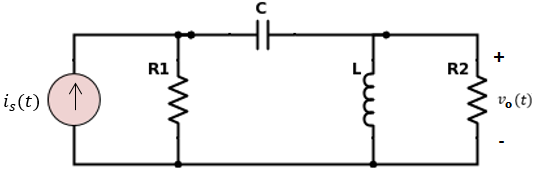 C
R1
L
R2
+
i_s(t)
v_o(t)
-